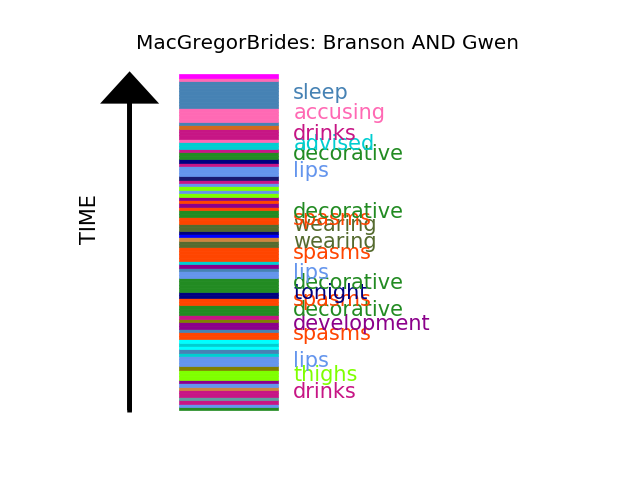 MacGregorBrides: Branson AND Gwen
TIME
sleep
accusing
drinks
advised
decorative
lips
decorative
spasms
wearing
wearing
spasms
lips
decorative
tonight
spasms
decorative
development
spasms
lips
thighs
drinks